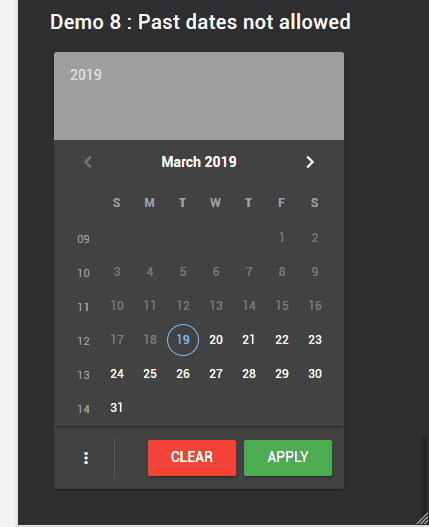 Demo 8 : Past dates not allowed
2019
March 2019
S M T W T F S
09 1 2
10 3 4 5 6 7 8 9
11 10 11 12 13 14 15 16
12 17 18 19 20 21 22 23
13 24 25 26 27 28 29 30
14 31
CLEAR APPLY